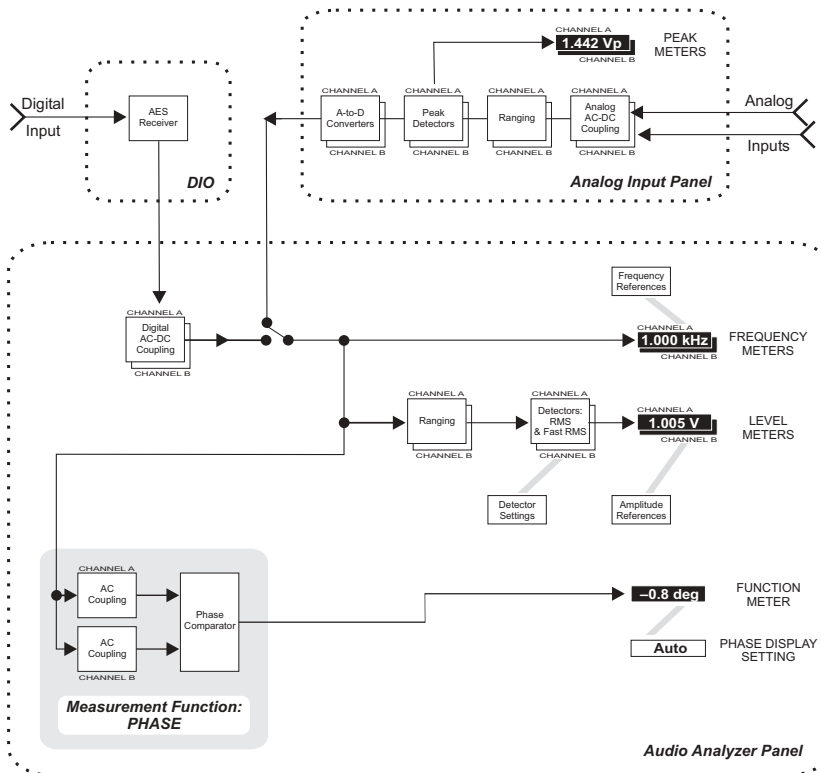 CHANNEL A
1.442 Vp
CHANNEL B
PEAK
METERS
Digital
Input
AES
Receiver
DIO
CHANNEL A
A-to-D
Converters
CHANNEL B
CHANNEL A
Peak
Detectors
CHANNEL B
CHANNEL A
Ranging
CHANNEL B
CHANNEL A
Analog
AC-DC
Coupling
CHANNEL B
Analog
Inputs
Analog Input Panel
Frequency
References
CHANNEL A
Digital
AC-DC
Coupling
CHANNEL B
CHANNEL A
1.000 kHz
CHANNEL B
FREQUENCY
METERS
CHANNEL A
Ranging
CHANNEL B
CHANNEL A
Detectors:
RMS
& Fast RMS
CHANNEL B
CHANNEL A
1.005 V
CHANNEL B
LEVEL
METERS
Detector
Settings
Amplitude
References
CHANNEL A
AC
Coupling
AC
Coupling
CHANNEL B
Phase
Comparator
Measurement Function:
PHASE
–0.8 deg
FUNCTION
METER
Auto
PHASE DISPLAY
SETTING
Audio Analyzer Panel